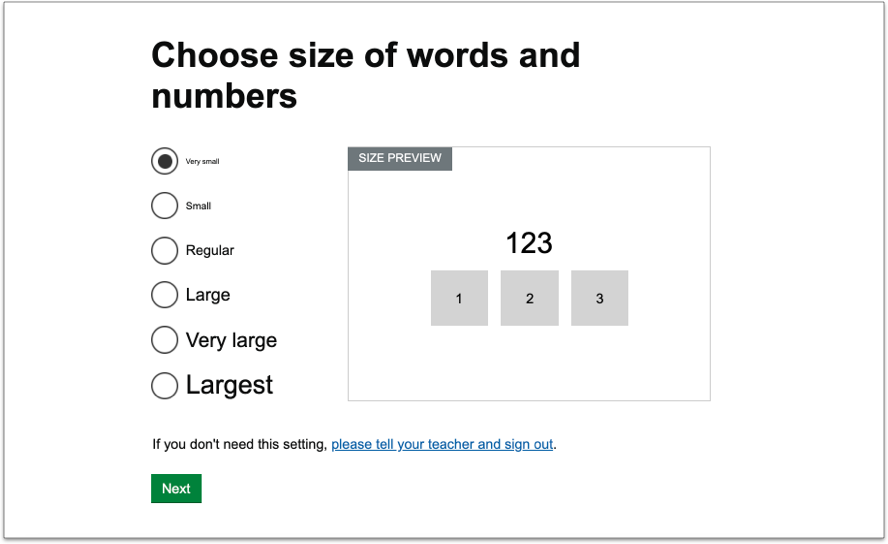 Choose size of words and
numbers
Very small
Small
Regular
Large
Very large
Largest
SIZE PREVIEW
123
1 2 3
If you don't need this setting, please tell your teacher and sign out.
Next